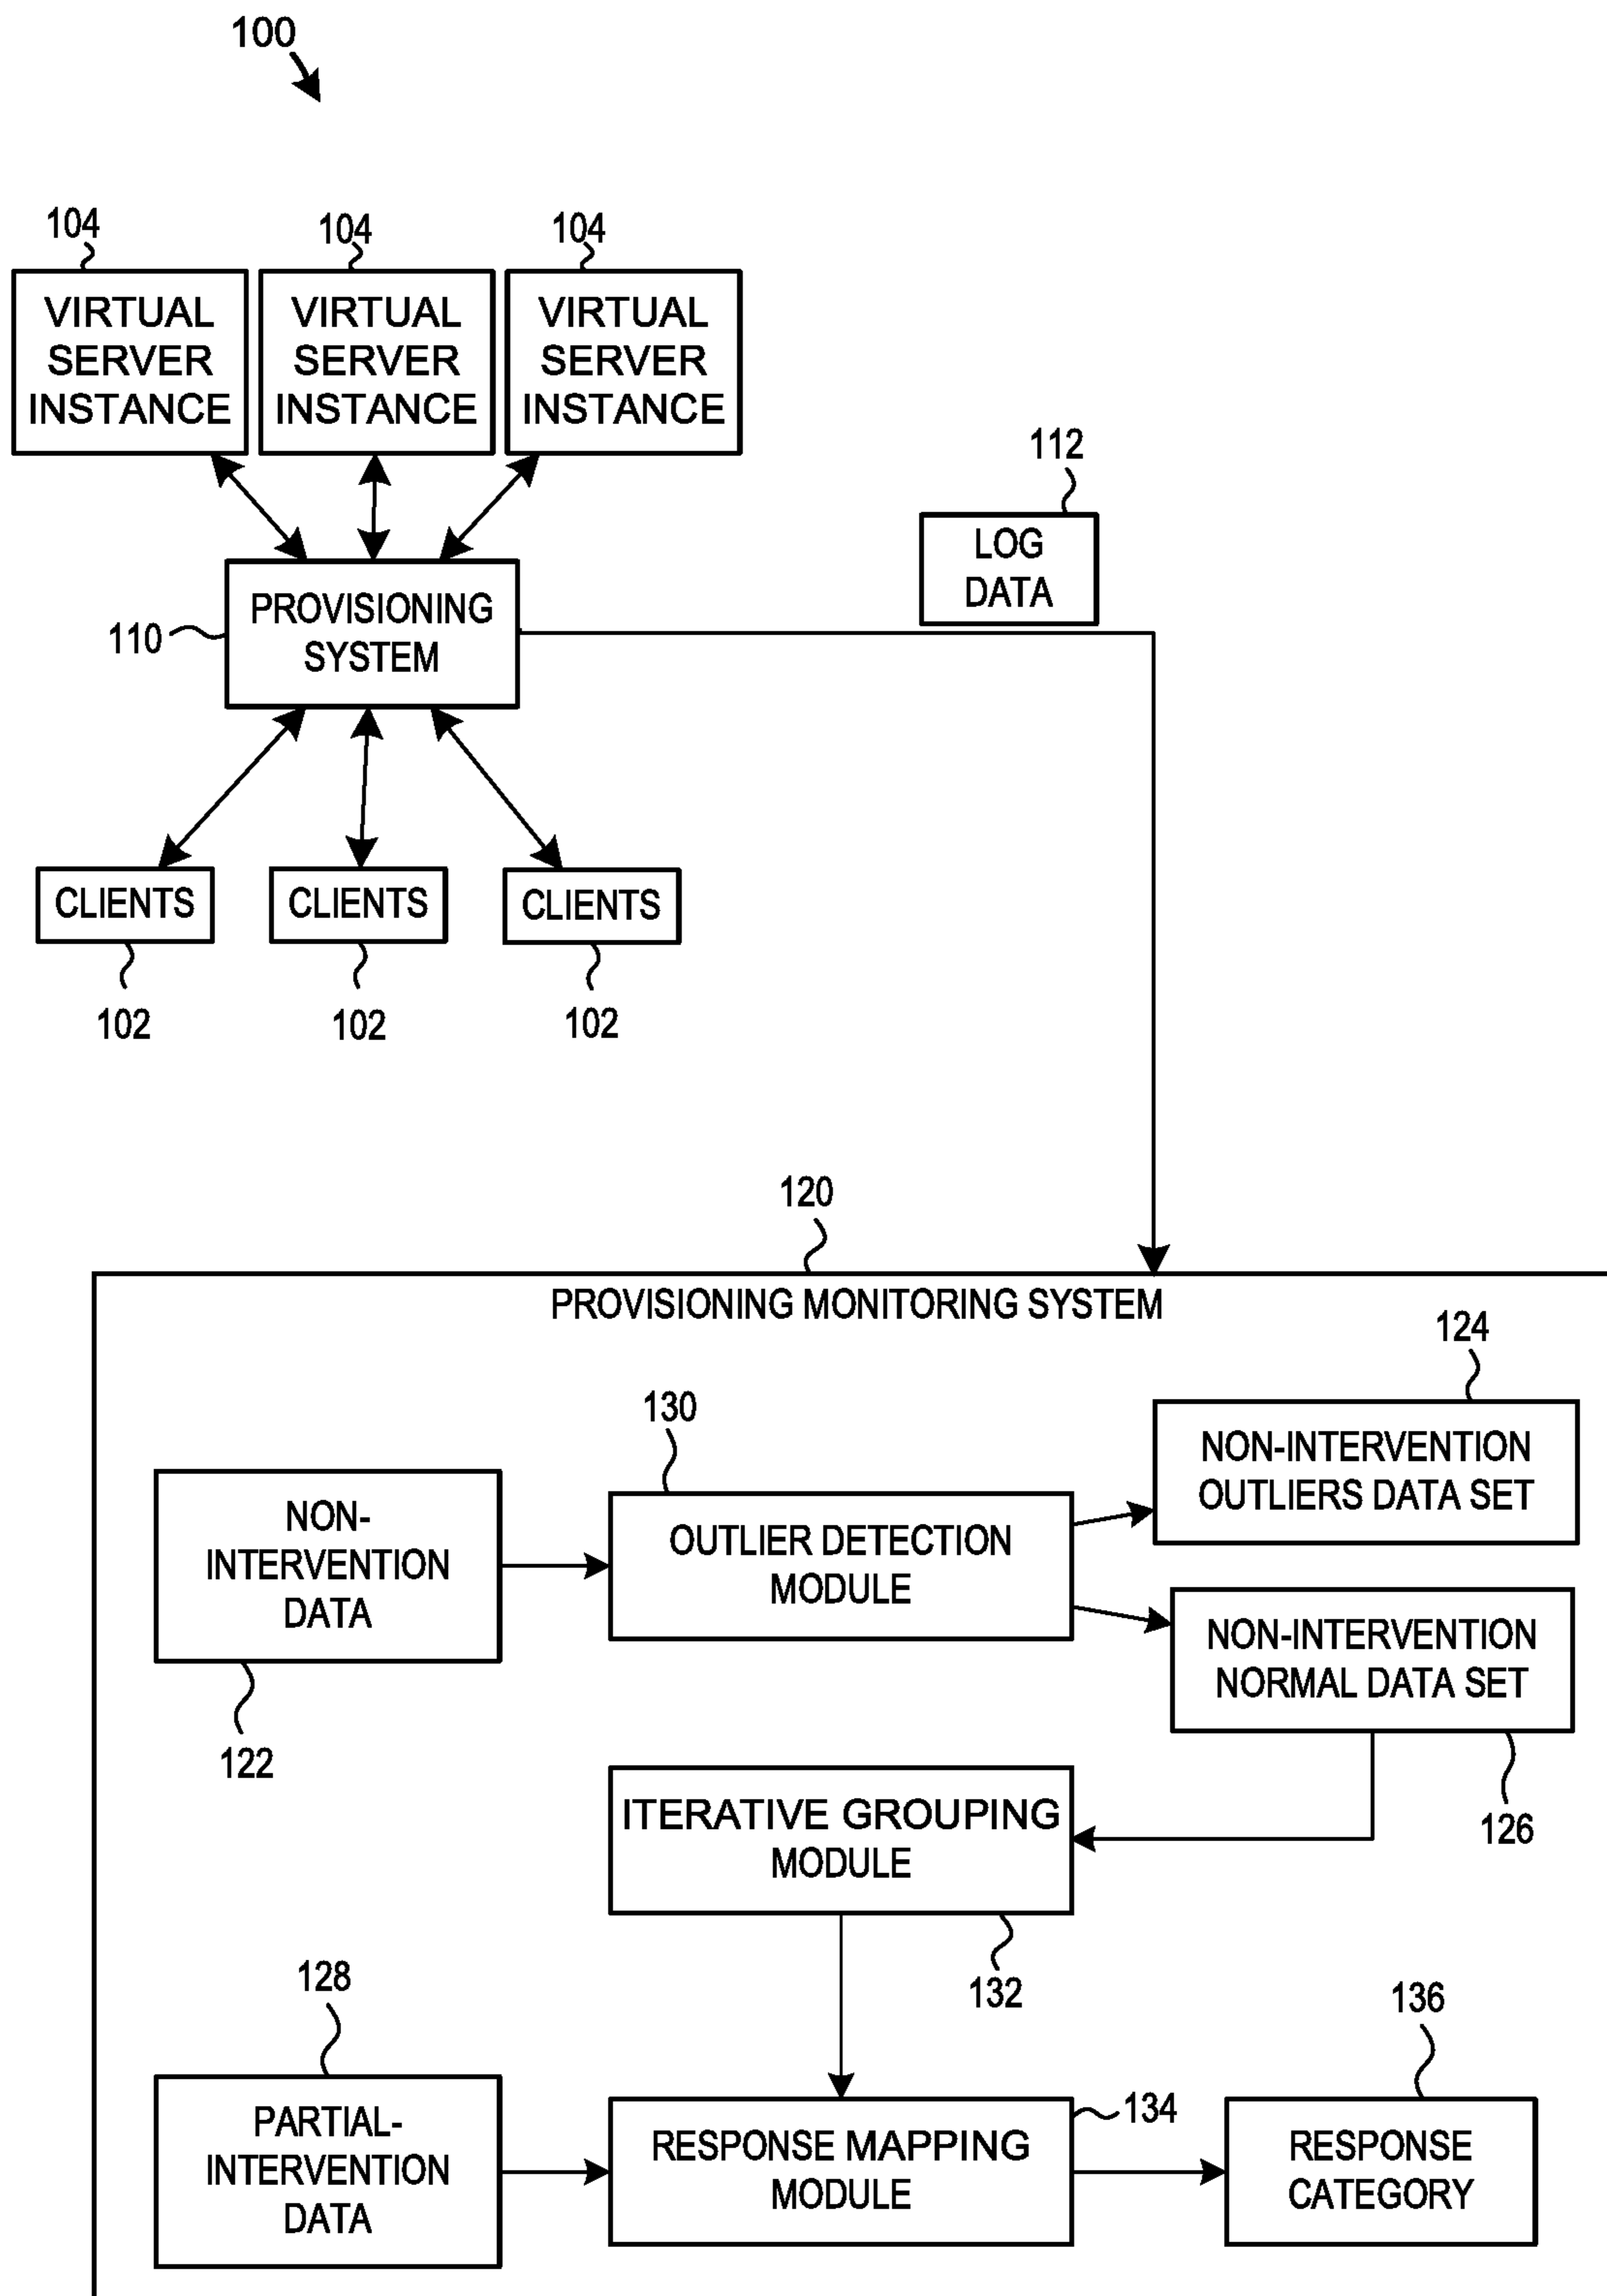 100
104
104
104
VIRTUAL
SERVER
INSTANCE
VIRTUAL
SERVER
INSTANCE
VIRTUAL
SERVER
INSTANCE
112
LOG
DATA
110
PROVISIONING
SYSTEM
CLIENTS
CLIENTS
CLIENTS
102
102
102
120
PROVISIONING MONITORING SYSTEM
124
130
NON-INTERVENTION
OUTLIERS DATA SET
NON-
INTERVENTION
DATA
OUTLIER DETECTION
MODULE
NON-INTERVENTION
NORMAL DATA SET
122
126
ITERATIVE GROUPING
MODULE
132
128
136
134
PARTIAL-
INTERVENTION
DATA
RESPONSE MAPPING
MODULE
RESPONSE
CATEGORY